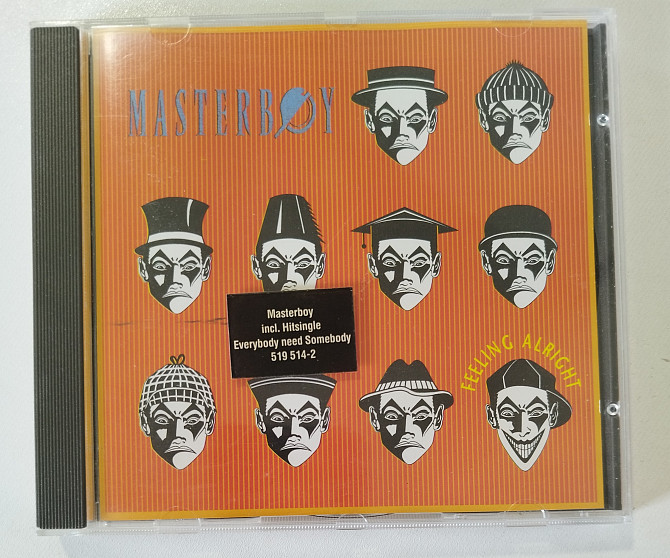 MASTERBOY
Masterboy
incl. Hitsingle
Everybody need Somebody
519 514-2
FEELING ALRIGHT